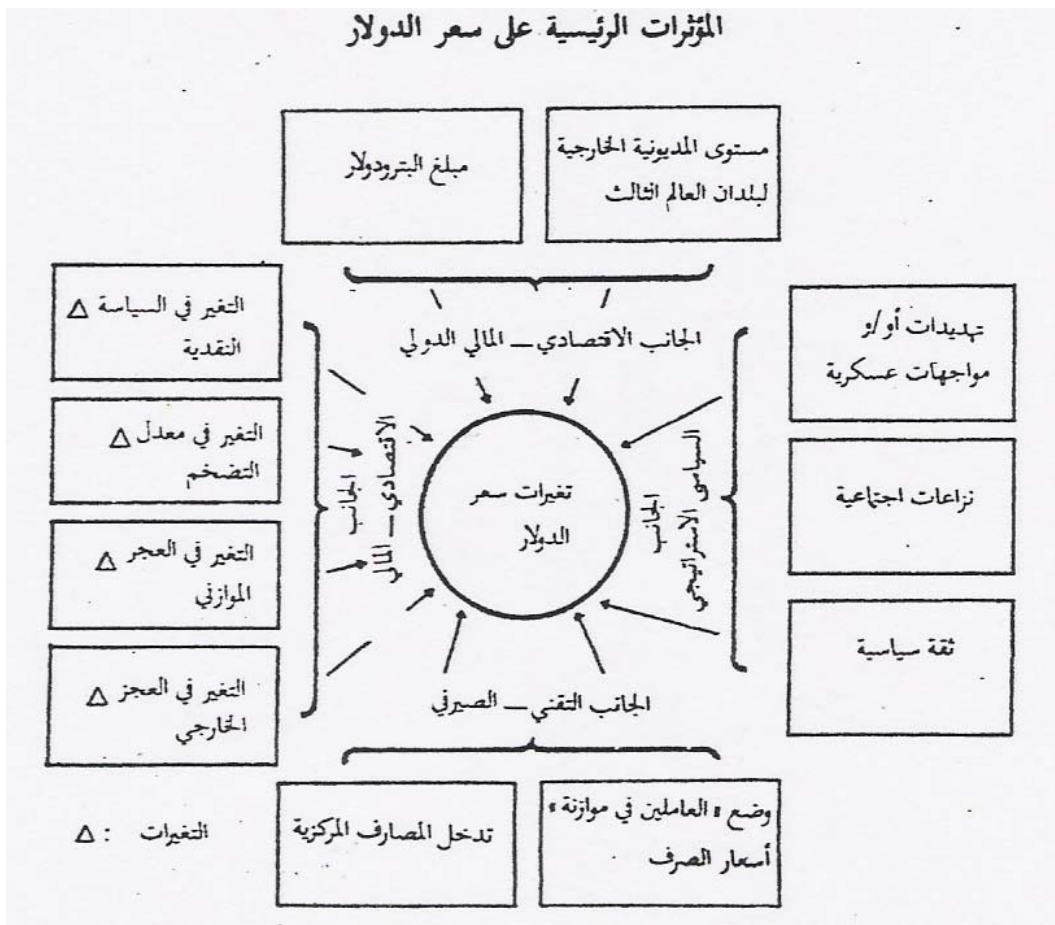 المؤثرات الرئيسية على سعر الدولار
مستوى المديونية الخارجية
لبلدان العالم الثالث
مبلغ البترودولار
الجانب الاقتصادي — المالي الدولي
تهديدات أو/و
مواجهات عسكرية
نزاعات اجتماعية
ثقة سياسية
الجانب
السياسي الاستراتيجي
تغيرات سعر
الدولار
الجانب
الاقتصادي — المالي
التغير في السياسة Δ
النقدية
التغير في معدل Δ
التضخم
التغير في العجر Δ
الموازني
التغير في العجز Δ
الخارجي
الجانب التقني — الصيرفي
وضع « العاملين في موازنة »
أسعار الصرف
تدخل المصارف المركزية
التغيرات : Δ